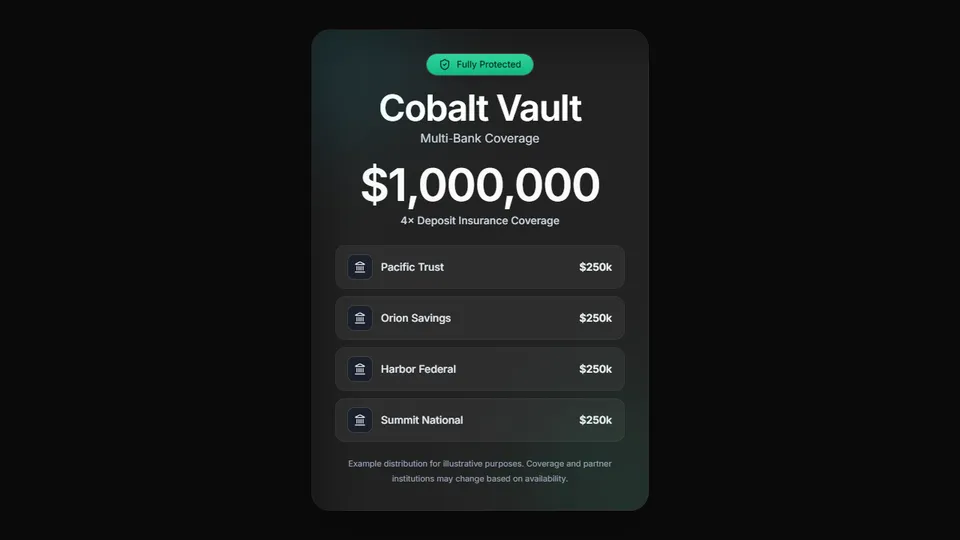 Fully Protected
Cobalt Vault
Multi-Bank Coverage
$1,000,000
4× Deposit Insurance Coverage
Pacific Trust $250k
Orion Savings $250k
Harbor Federal $250k
Summit National $250k
Example distribution for illustrative purposes. Coverage and partner
institutions may change based on availability.